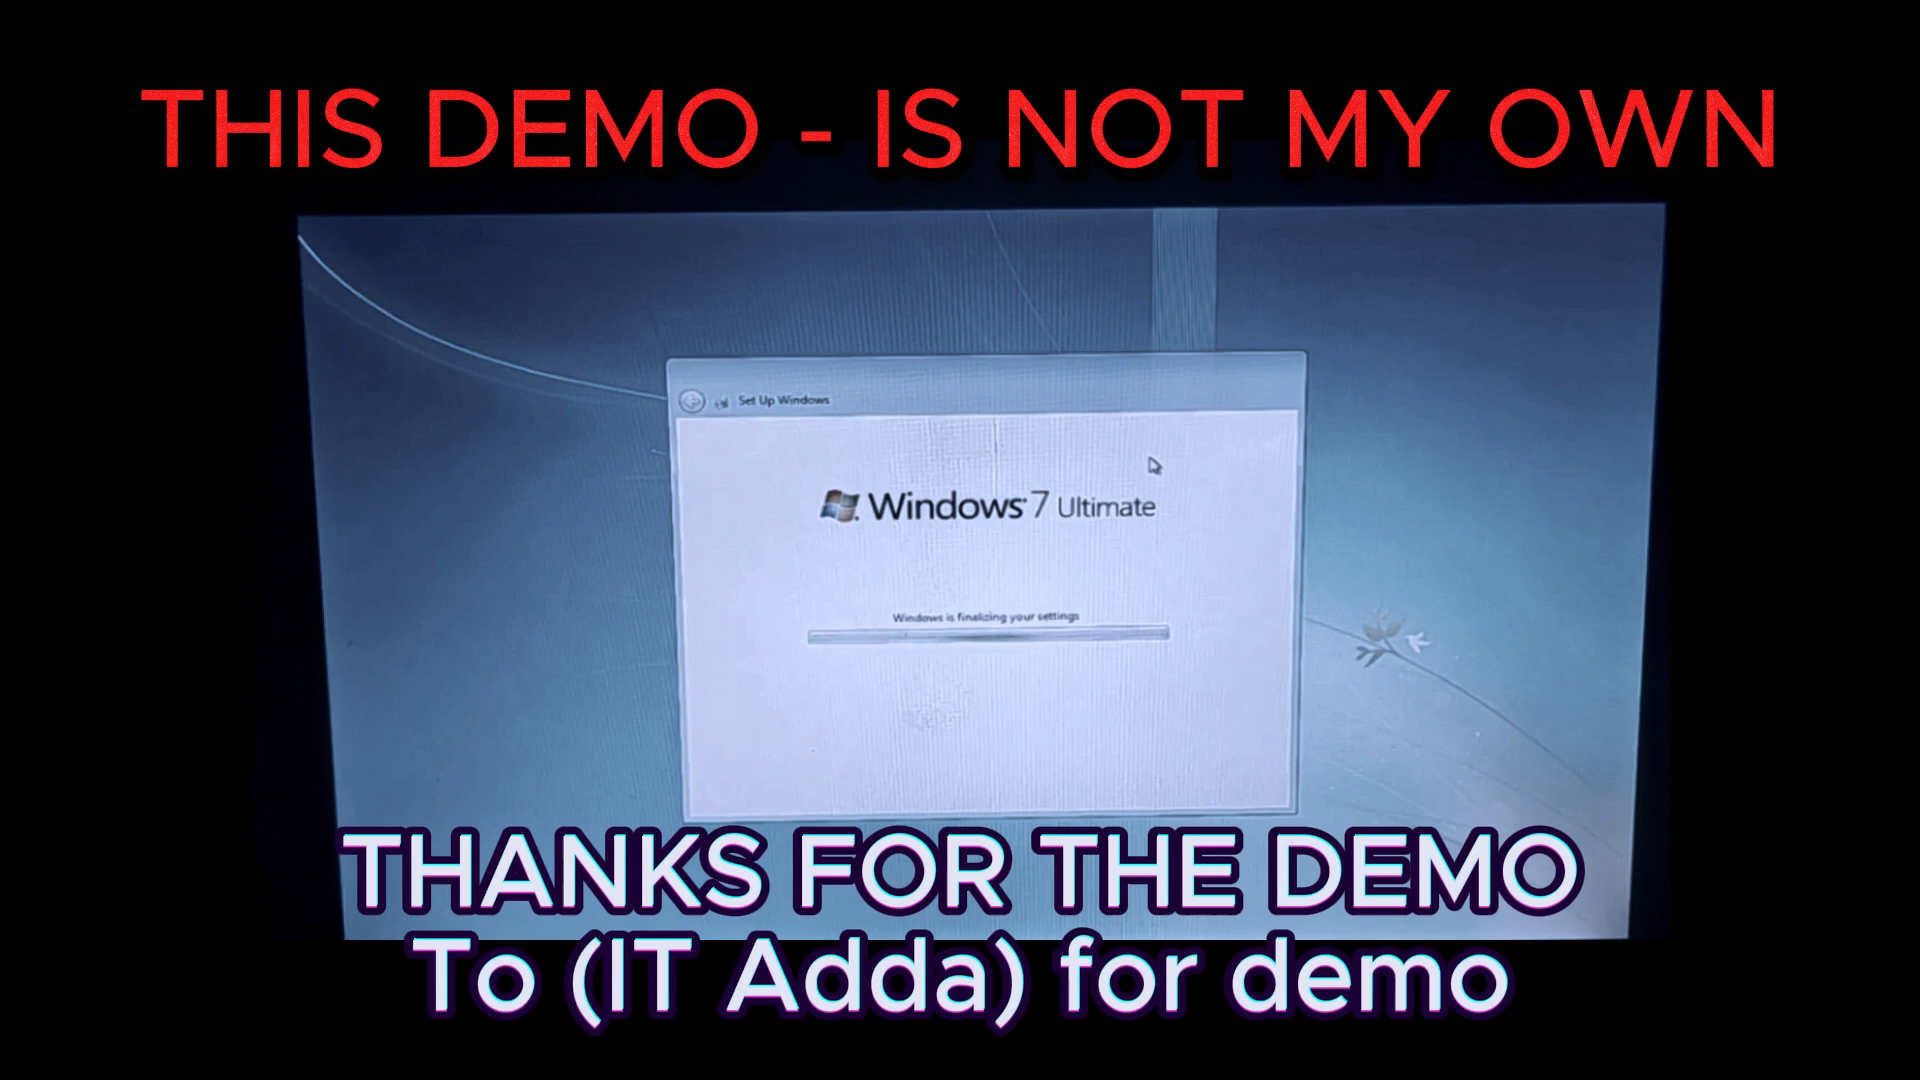 THIS DEMO - IS NOT MY OWN
Set Up Windows
Windows 7 Ultimate
Windows is finalizing your settings
THANKS FOR THE DEMO
To (IT Adda) for demo